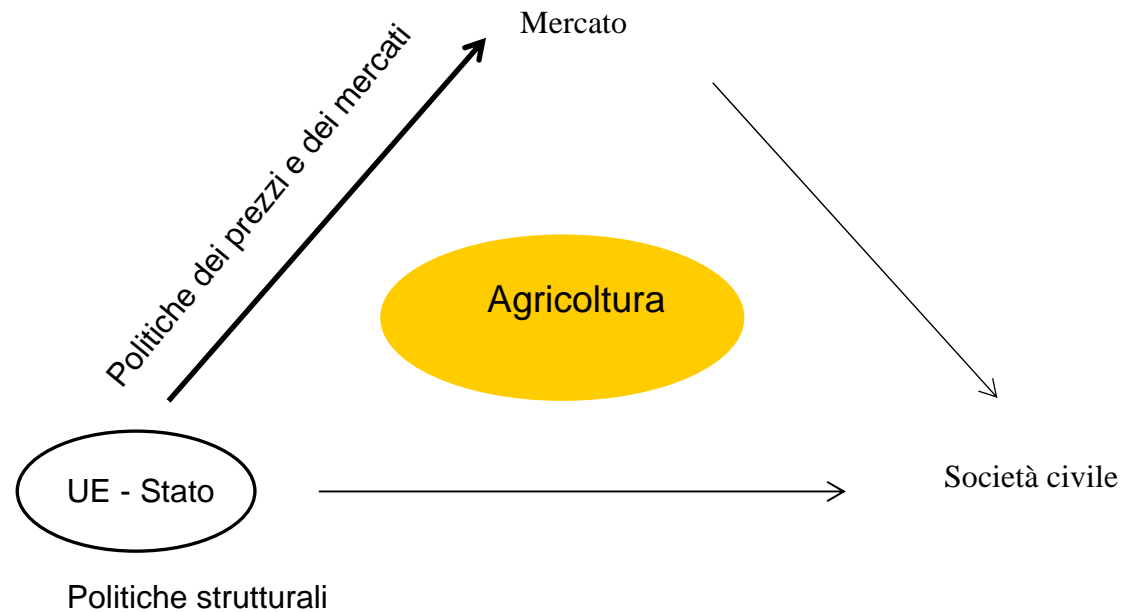 Mercato
Politiche dei prezzi e dei mercati
Agricoltura
UE - Stato
Società civile
Politiche strutturali